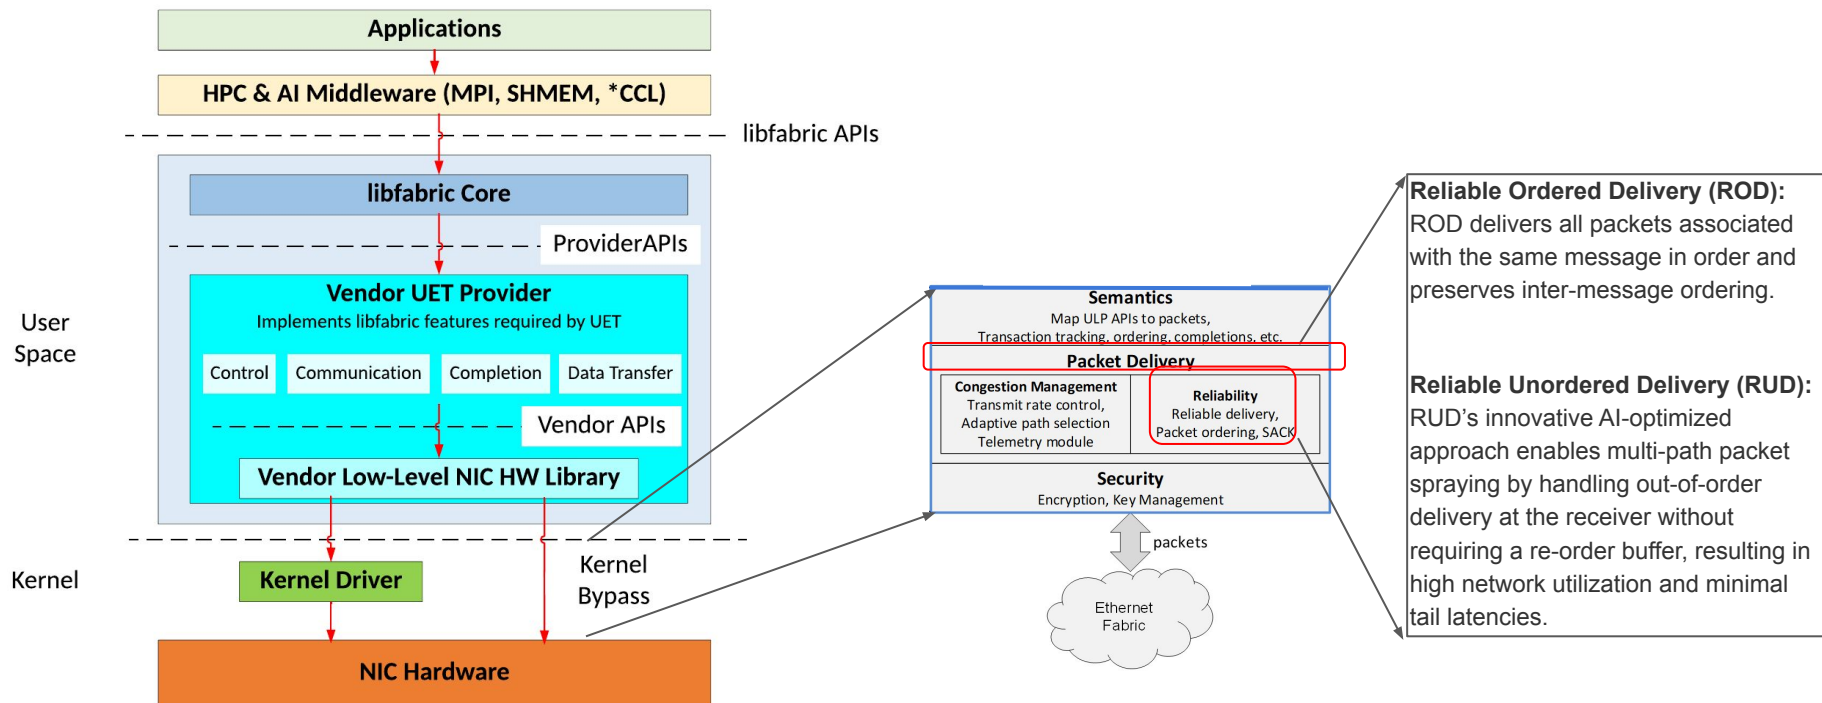 Applications
HPC & AI Middleware (MPI, SHMEM, *CCL)
libfabric APIs
libfabric Core
ProviderAPIs
Vendor UET Provider
Implements libfabric features required by UET
Control
Communication
Completion
Data Transfer
Vendor APIs
Vendor Low-Level NIC HW Library
User
Space
Kernel
Kernel Driver
Kernel
Bypass
NIC Hardware
Semantics
Map ULP APIs to packets,
Transaction tracking, ordering, completions, etc.
Packet Delivery
Congestion Management
Transmit rate control,
Adaptive path selection
Telemetry module
Reliability
Reliable delivery,
Packet ordering, SACK
Security
Encryption, Key Management
packets
Ethernet
Fabric
Reliable Ordered Delivery (ROD):
ROD delivers all packets associated
with the same message in order and
preserves inter-message ordering.
Reliable Unordered Delivery (RUD):
RUD’s innovative AI-optimized
approach enables multi-path packet
spraying by handling out-of-order
delivery at the receiver without
requiring a re-order buffer, resulting in
high network utilization and minimal
tail latencies.